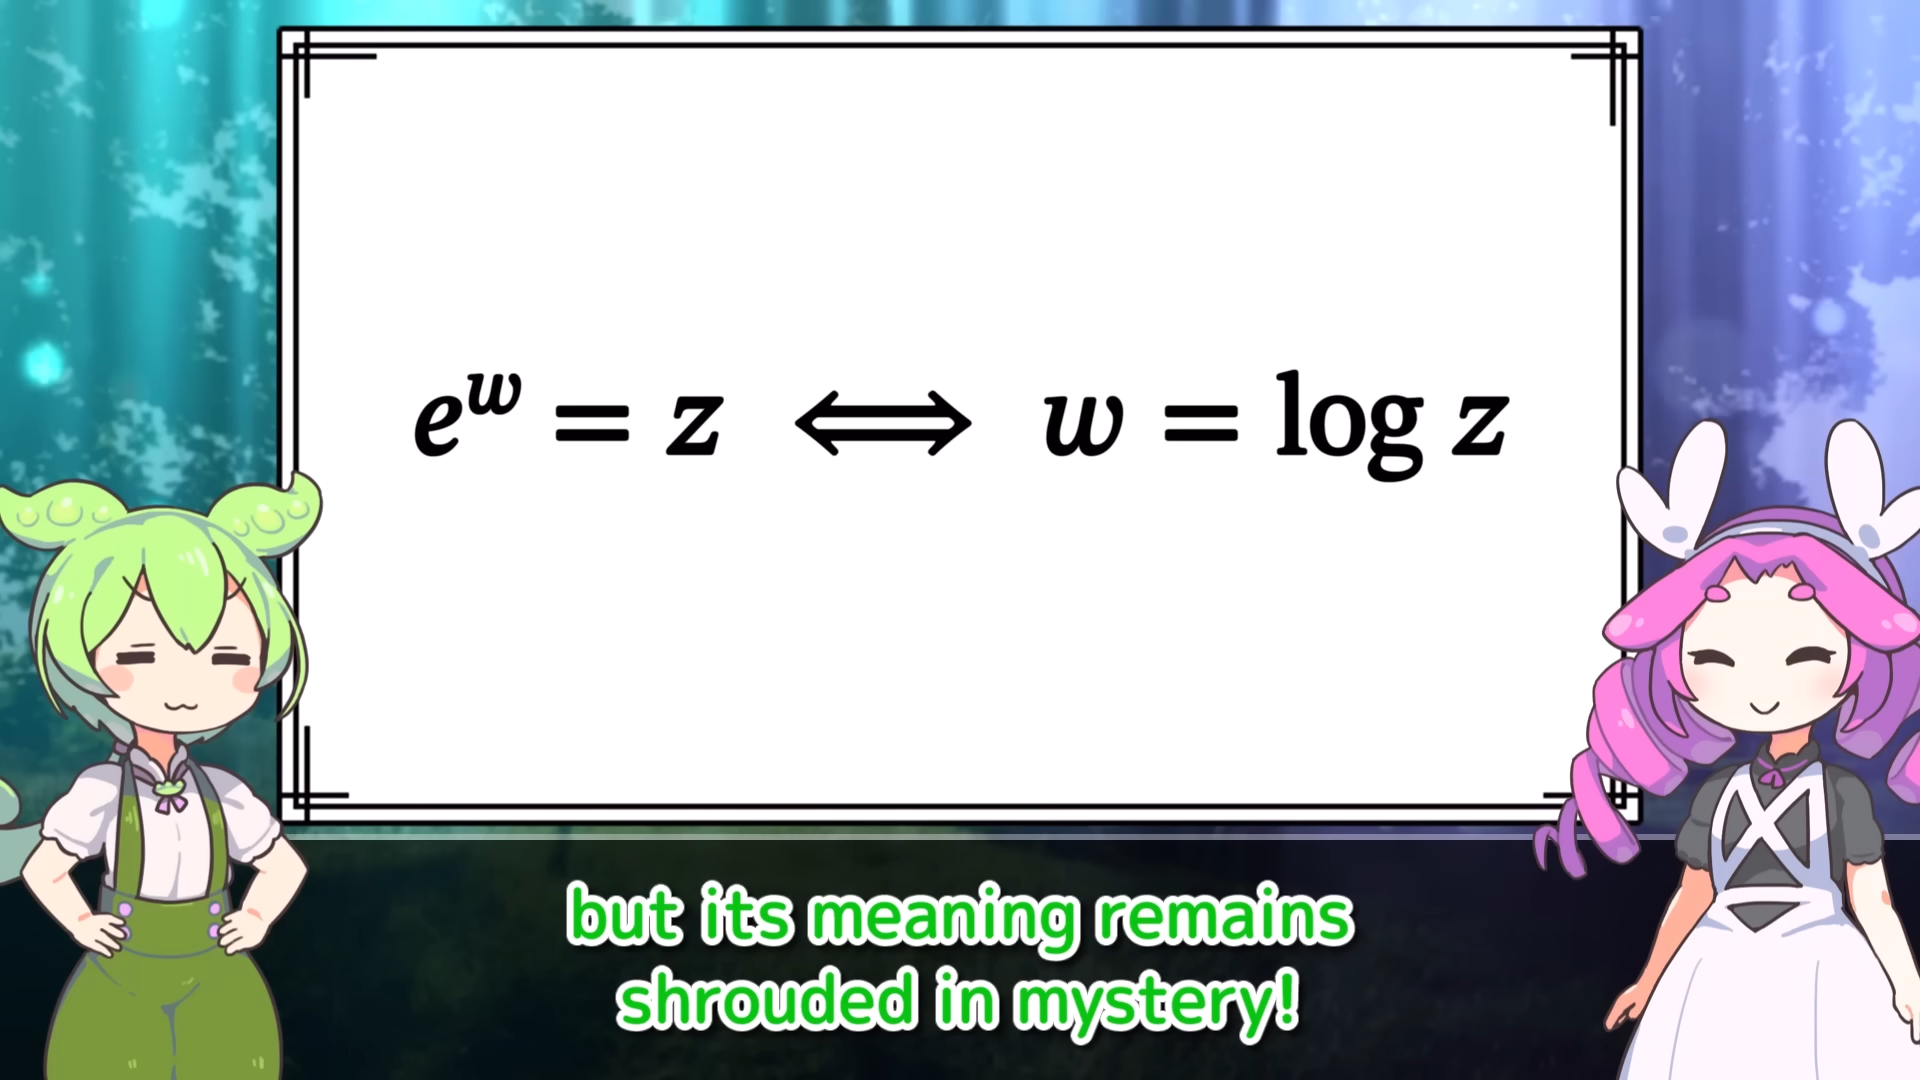 e^w = z ⟺ w = log z
but its meaning remains
shrouded in mystery!